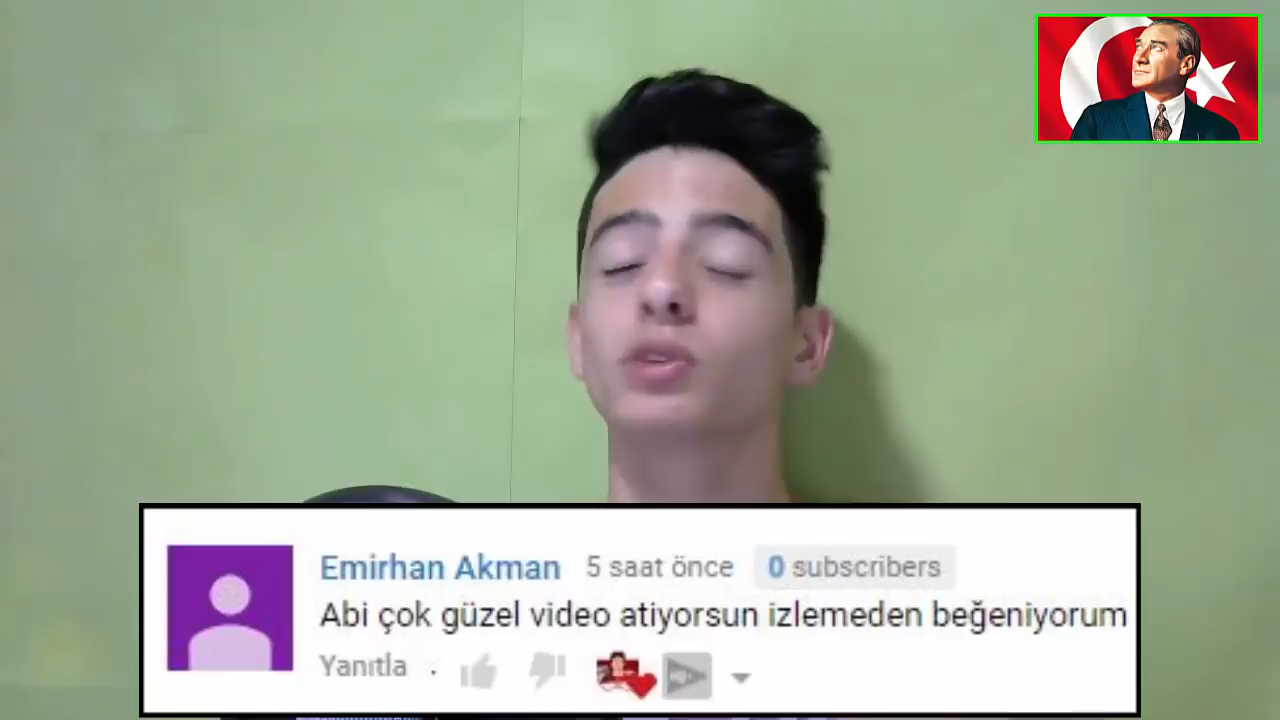 Emirhan Akman 5 saat önce 0 subscribers
Abi çok güzel video atiyorsun izlemeden beğeniyorum
Yanıtla